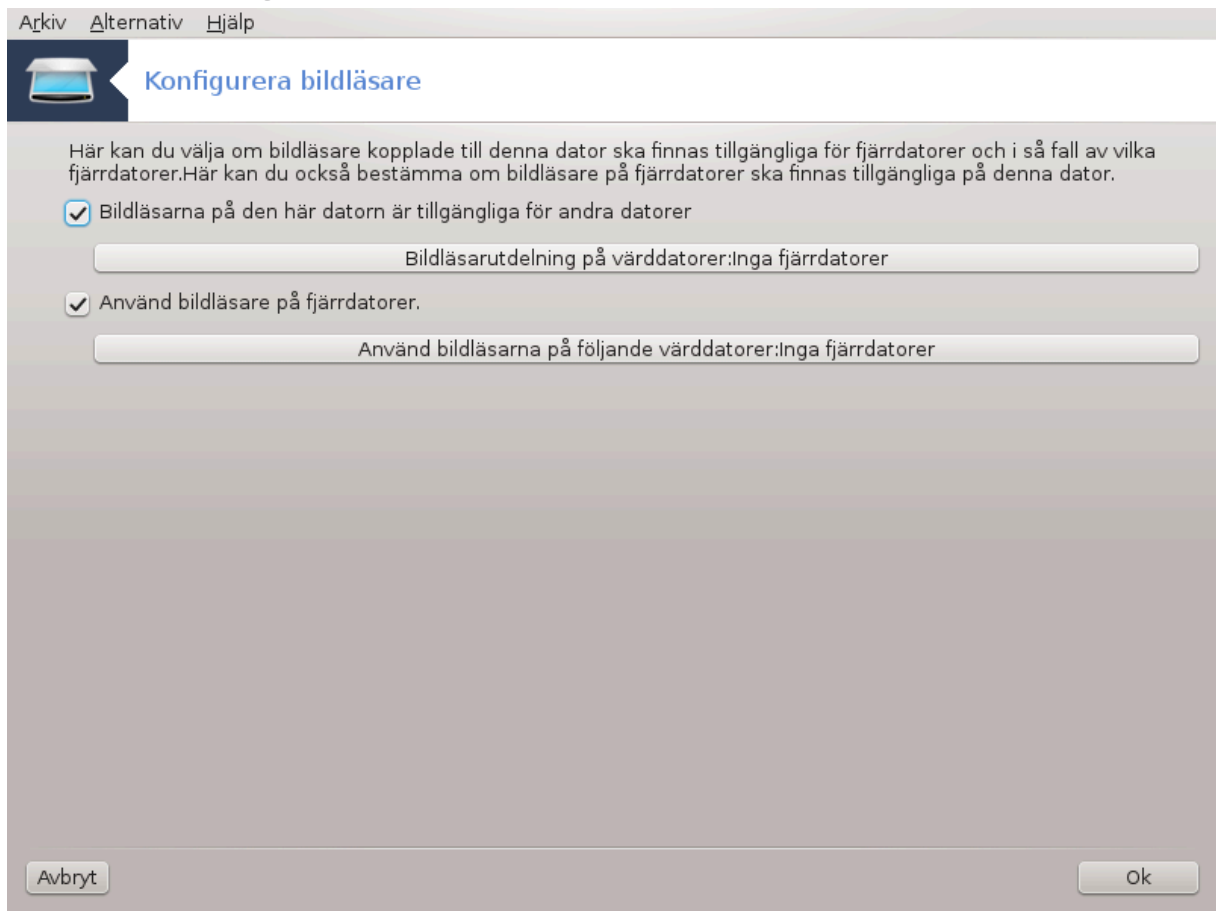 Arkiv Alternativ Hjälp
Konfigurera bildläsare
Här kan du välja om bildläsare kopplade till denna dator ska finnas tillgängliga för fjärrdatorer och i så fall av vilka
fjärrdatorer.Här kan du också bestämma om bildläsare på fjärrdatorer ska finnas tillgängliga på denna dator.
Bildläsarna på den här datorn är tillgängliga för andra datorer
Bildläsarutdelning på värddatorer:Inga fjärrdatorer
Använd bildläsare på fjärrdatorer.
Använd bildläsarna på följande värddatorer:Inga fjärrdatorer
Avbryt Ok